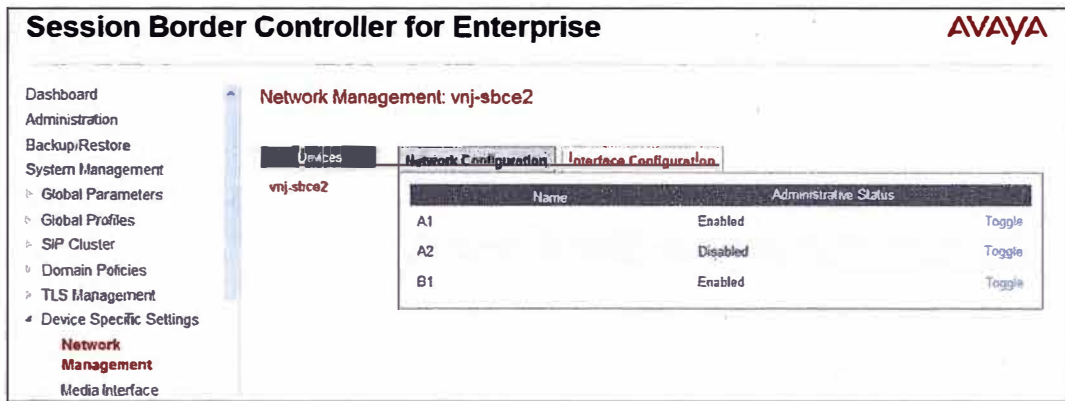 Session Border Controller for Enterprise
AVAYA
Dashboard
Administration
Backup/Restore
System Management
Global Parameters
Global Profiles
SIP Cluster
Domain Policies
TLS Management
Device Specific Settings
Network
Management
Media Interface
Network Management: vnj-sbce2
Devices
vnj-sbce2
Network Configuration
Interface Configuration
Name
Administrative Status
A1
Enabled
Toggle
A2
Disabled
Toggle
B1
Enabled
Toggle